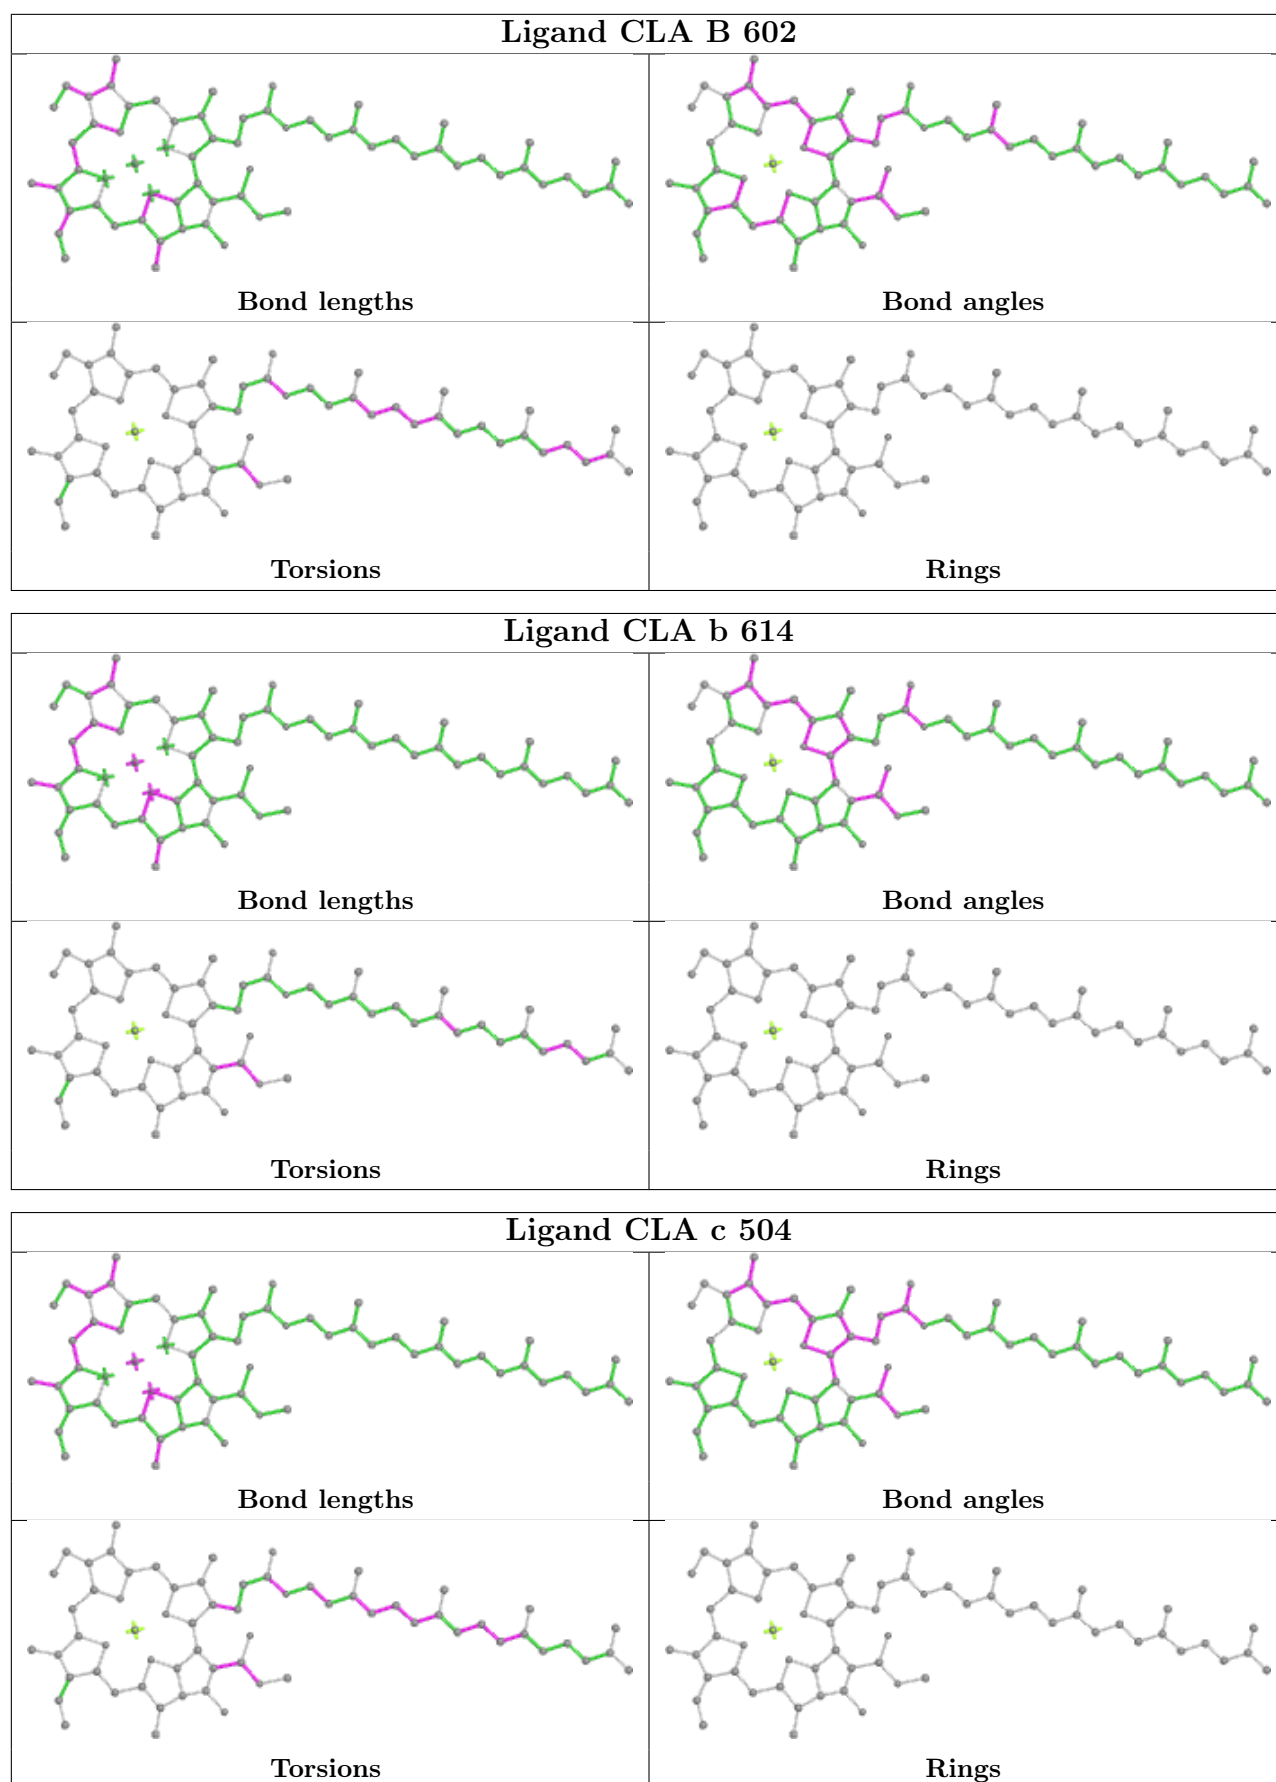 Ligand CLA B 602
Bond lengths
Bond angles
Torsions
Rings
Ligand CLA b 614
Bond lengths
Bond angles
Torsions
Rings
Ligand CLA c 504
Bond lengths
Bond angles
Torsions
Rings